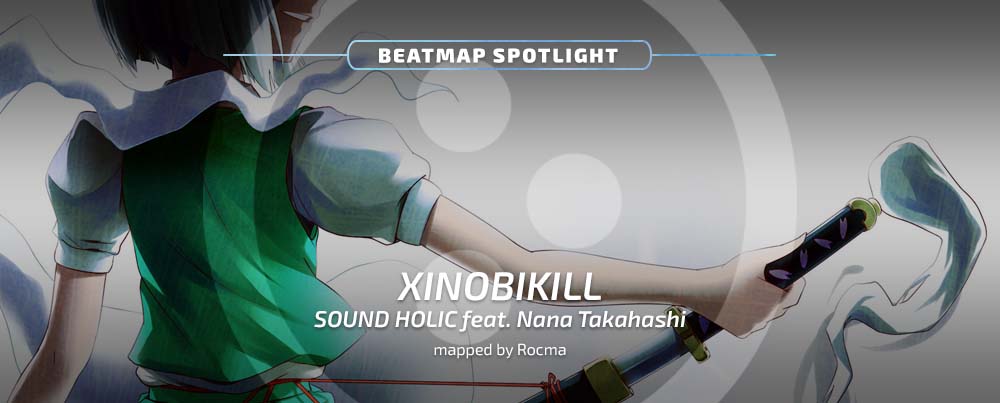 BEATMAP SPOTLIGHT
XINOBIKILL
SOUND HOLIC feat. Nana Takahashi
mapped by Rocma